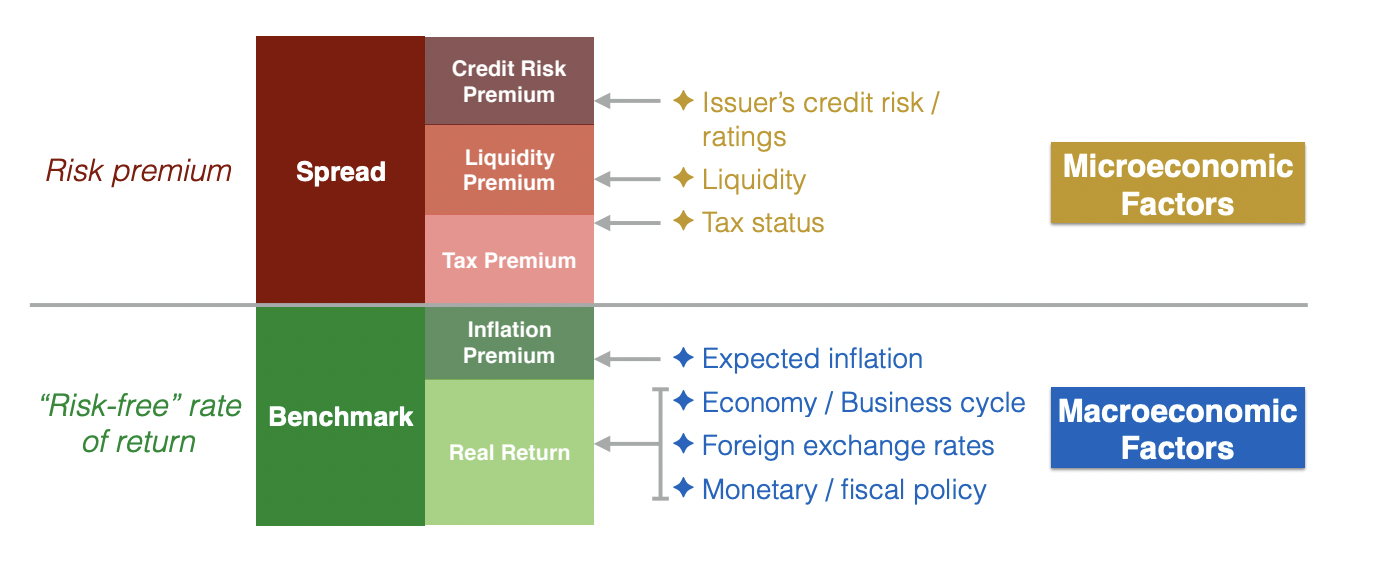 Risk premium
Spread
Credit Risk
Premium
Liquidity
Premium
Tax Premium
✦ Issuer’s credit risk /
ratings
✦ Liquidity
✦ Tax status
Microeconomic
Factors
“Risk-free” rate
of return
Benchmark
Inflation
Premium
Real Return
✦ Expected inflation
✦ Economy / Business cycle
✦ Foreign exchange rates
✦ Monetary / fiscal policy
Macroeconomic
Factors